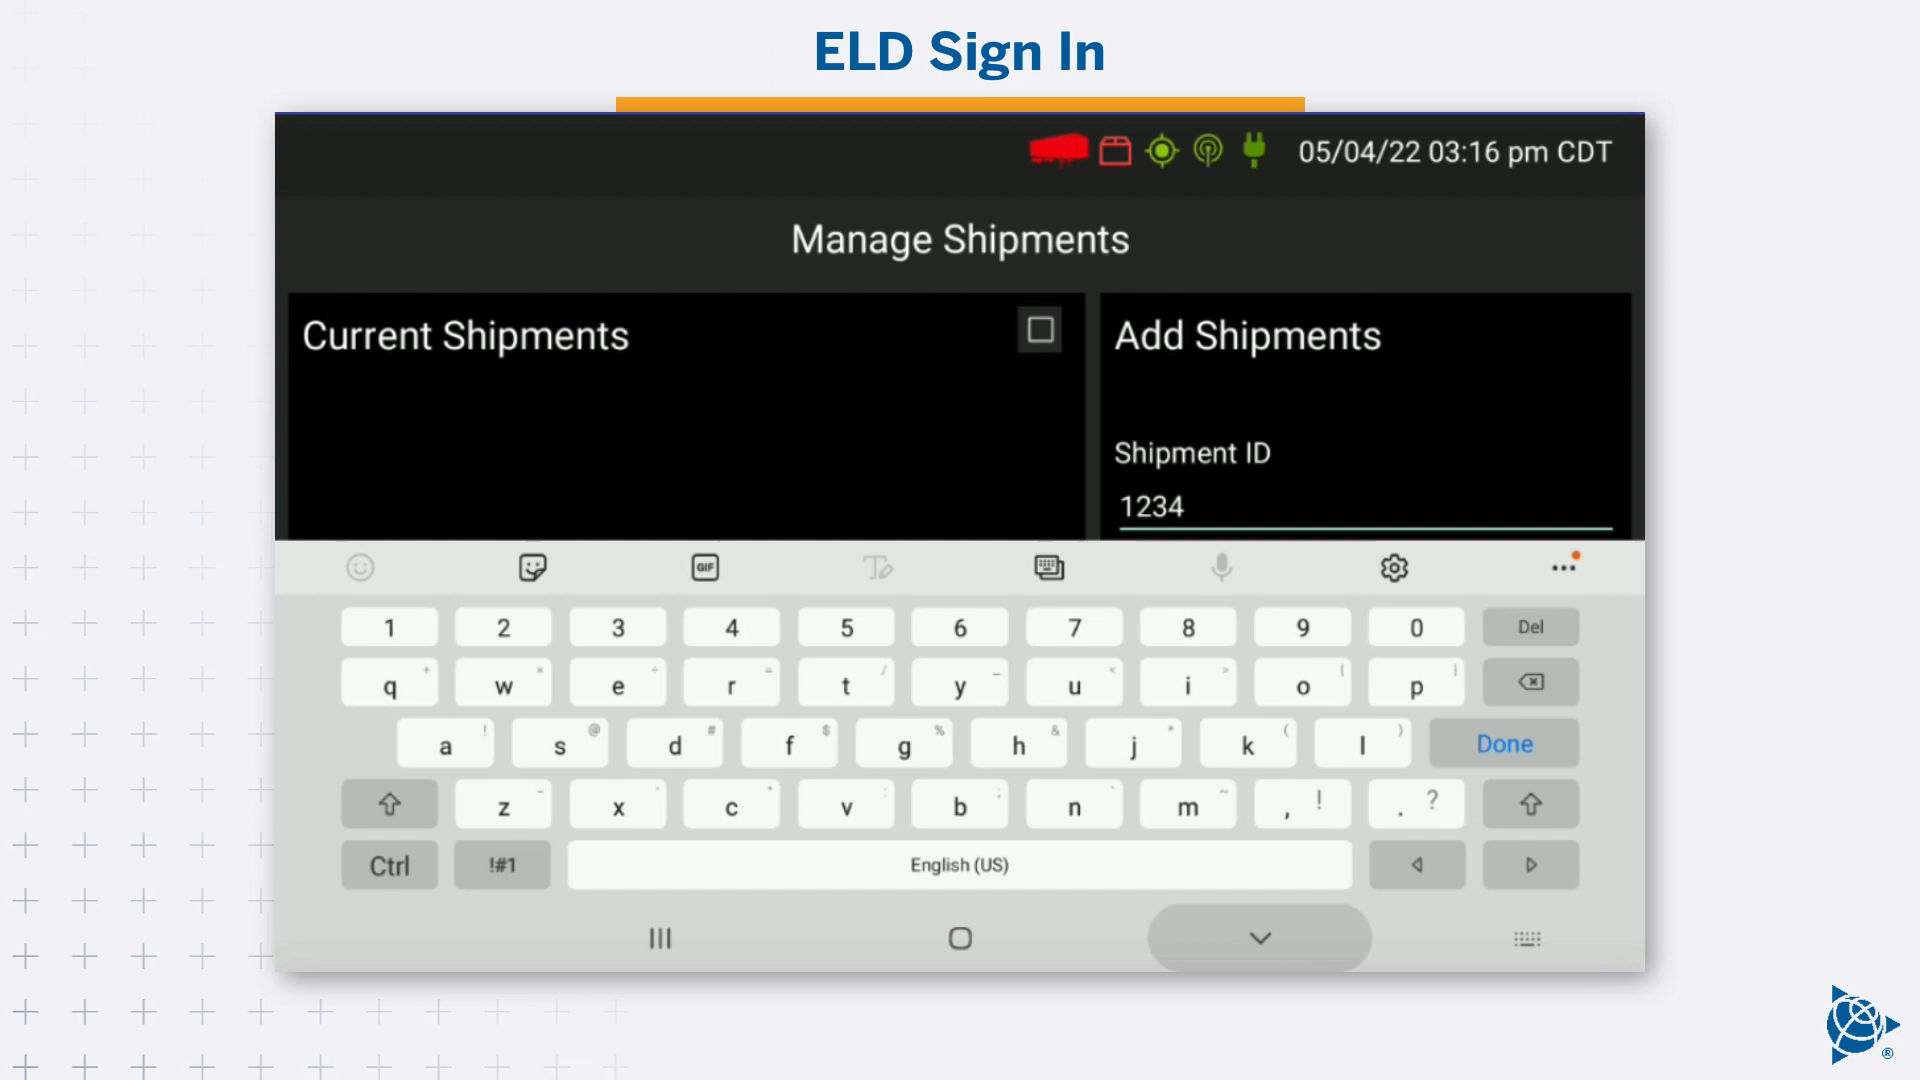 ELD Sign In
05/04/22 03:16 pm CDT
Manage Shipments
Current Shipments
Add Shipments
Shipment ID
1234
GIF
1 2 3 4 5 6 7 8 9 0 Del
q + w × e ÷ r = t / y _ u < i > o [ p ]
a ! s @ d # f $ g % h & j * k ( l ) Done
z - x ' c " v : b ; n ` m ~ , ! . ?
Ctrl !#1 English (US)
®